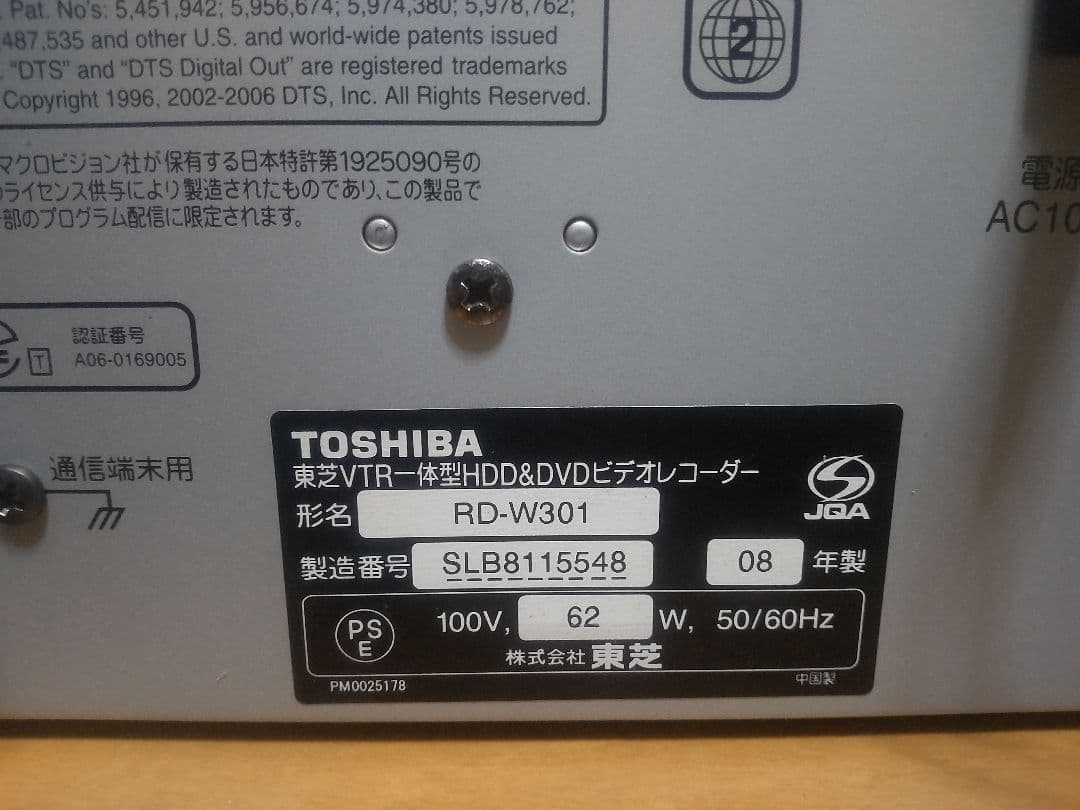 Pat. No's: 5,451,942; 5,956,674; 5,974,380; 5,978,762;
487,535 and other U.S. and world-wide patents issued
"DTS" and "DTS Digital Out" are registered trademarks
Copyright 1996, 2002-2006 DTS, Inc. All Rights Reserved.
2
マクロビジョン社が保有する日本特許第1925090号の
ライセンス供与により製造されたものであり、この製品で
部のプログラム配信に限定されます。
電源
AC10
認証番号
T A06-0169005
通信端末用
TOSHIBA
東芝VTR一体型HDD&DVDビデオレコーダー
形名 RD-W301
JQA
製造番号 SLB8115548 08 年製
PS
E
100V, 62 W, 50/60Hz
株式会社 東芝
PM0025178
中国製